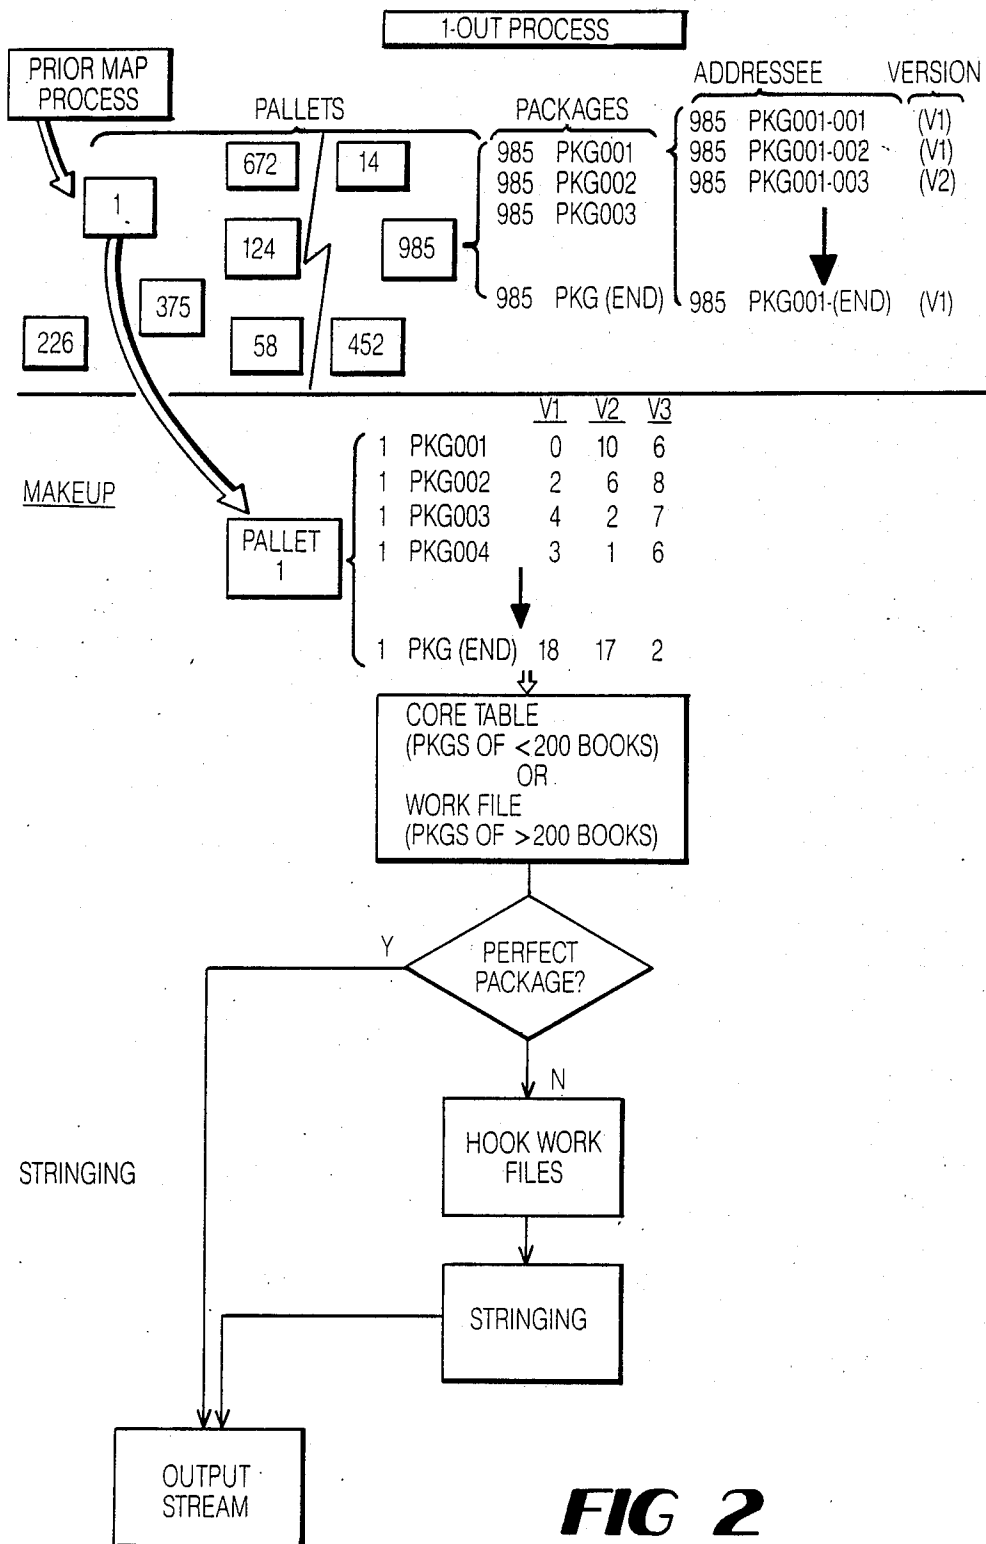 1-OUT PROCESS
PRIOR MAP
PROCESS
PALLETS
PACKAGES
ADDRESSEE VERSION
985 PKG001-001 (V1)
985 PKG001-002 (V1)
985 PKG001-003 (V2)
985 PKG001-(END) (V1)
985 PKG001
985 PKG002
985 PKG003
985 PKG (END)
672
14
1
124
985
375
226
58
452
V1 V2 V3
1 PKG001 0 10 6
1 PKG002 2 6 8
1 PKG003 4 2 7
1 PKG004 3 1 6
1 PKG (END) 18 17 2
MAKEUP
PALLET
1
CORE TABLE
(PKGS OF <200 BOOKS)
OR
WORK FILE
(PKGS OF >200 BOOKS)
PERFECT
PACKAGE?
Y
N
HOOK WORK
FILES
STRINGING
STRINGING
OUTPUT
STREAM
FIG 2